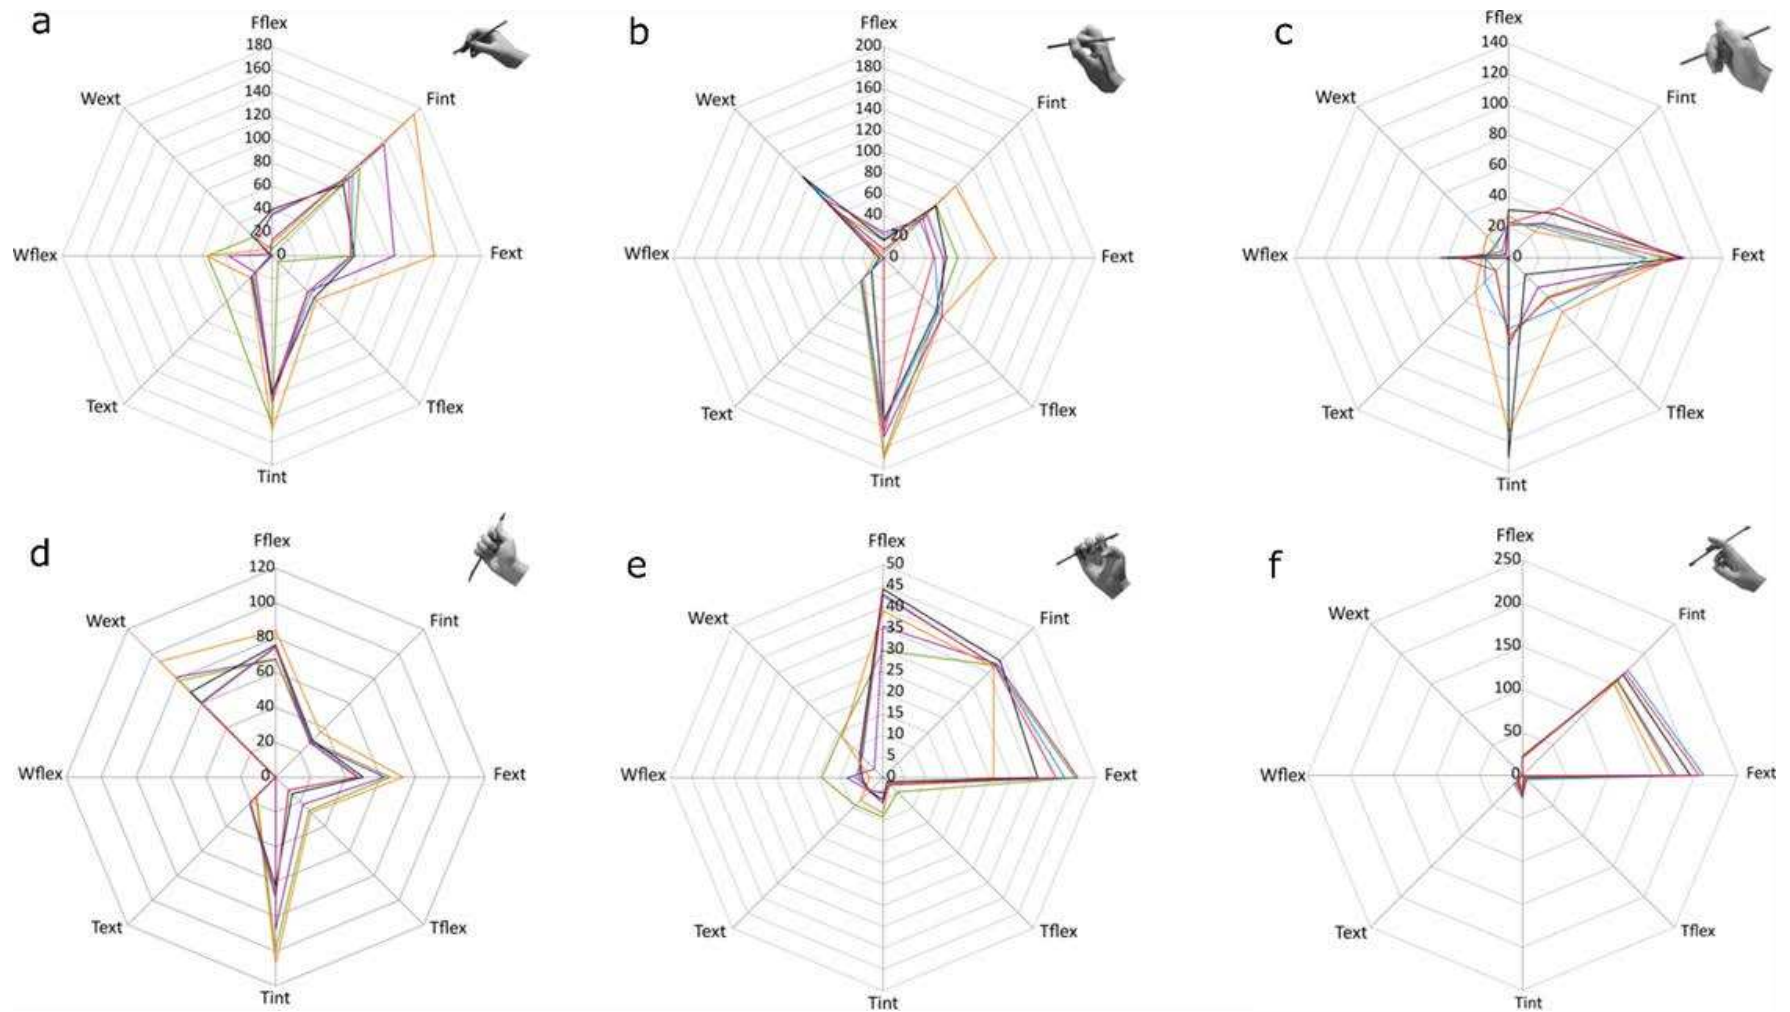 a
Fflex
180
160
140
120
100
80
60
40
20
0
Fint
Fext
Tflex
Tint
Text
Wflex
Wext
b
Fflex
200
180
160
140
120
100
80
60
40
20
0
Fint
Fext
Tflex
Tint
Text
Wflex
Wext
c
Fflex
140
120
100
80
60
40
20
0
Fint
Fext
Tflex
Tint
Text
Wflex
Wext
d
Fflex
120
100
80
60
40
20
0
Fint
Fext
Tflex
Tint
Text
Wflex
Wext
e
Fflex
50
45
40
35
30
25
20
15
10
5
0
Fint
Fext
Tflex
Tint
Text
Wflex
Wext
f
Fflex
250
200
150
100
50
0
Fint
Fext
Tflex
Tint
Text
Wflex
Wext